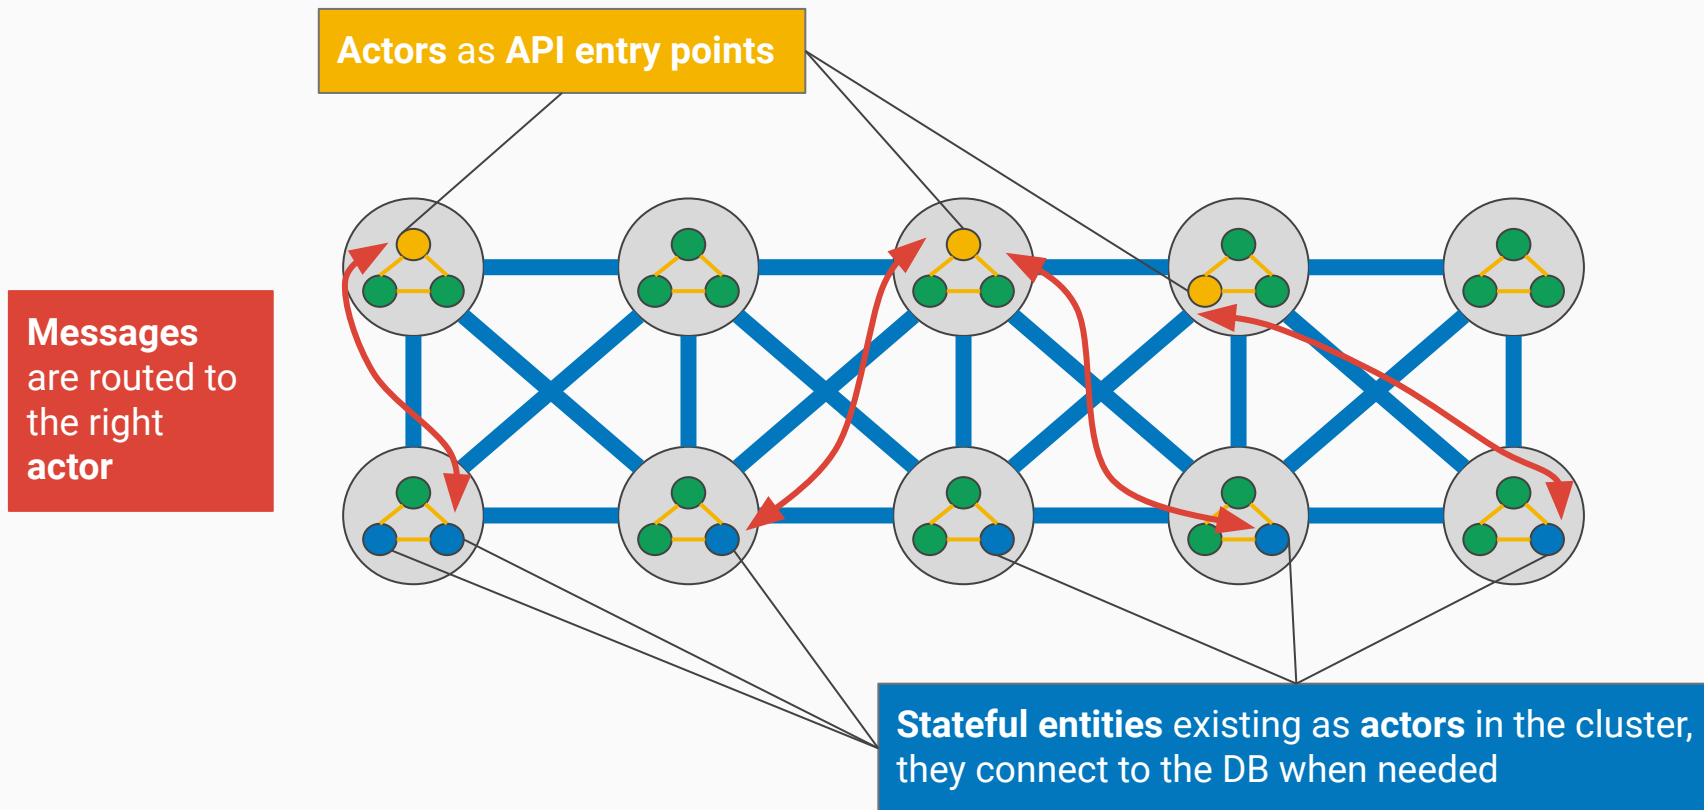 Actors as API entry points
Messages
are routed to
the right
actor
Stateful entities existing as actors in the cluster,
they connect to the DB when needed